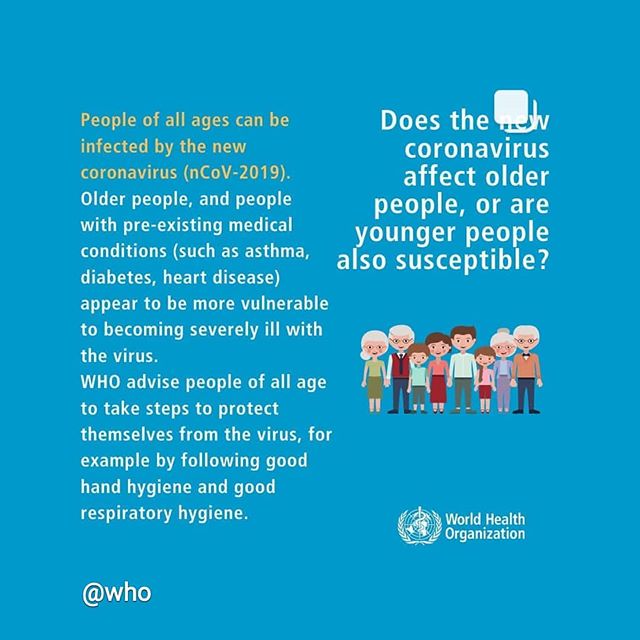 Does the new
coronavirus
affect older
people, or are
younger people
also susceptible?
People of all ages can be
infected by the new
coronavirus (nCoV-2019).
Older people, and people
with pre-existing medical
conditions (such as asthma,
diabetes, heart disease)
appear to be more vulnerable
to becoming severely ill with
the virus.
WHO advise people of all age
to take steps to protect
themselves from the virus, for
example by following good
hand hygiene and good
respiratory hygiene.
World Health
Organization
@who